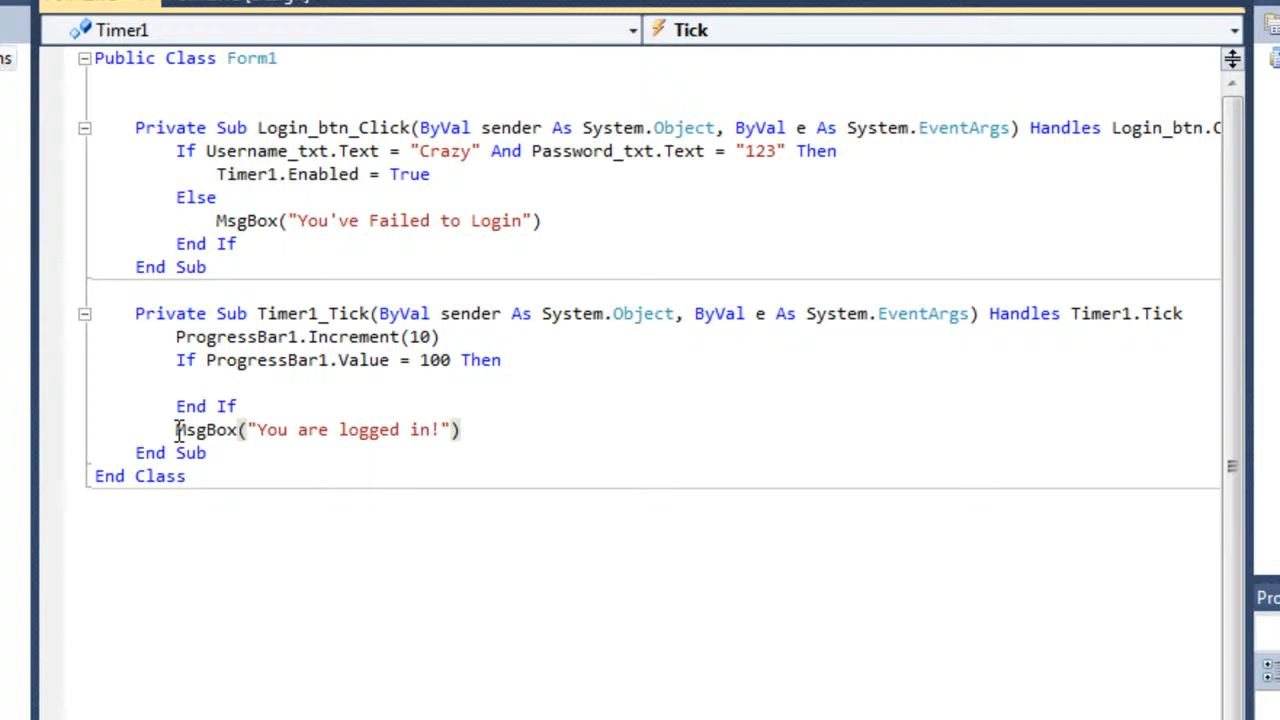 Timer1
Tick
ns
Public Class Form1
Private Sub Login_btn_Click(ByVal sender As System.Object, ByVal e As System.EventArgs) Handles Login_btn.C
If Username_txt.Text = "Crazy" And Password_txt.Text = "123" Then
Timer1.Enabled = True
Else
MsgBox("You've Failed to Login")
End If
End Sub
Private Sub Timer1_Tick(ByVal sender As System.Object, ByVal e As System.EventArgs) Handles Timer1.Tick
ProgressBar1.Increment(10)
If ProgressBar1.Value = 100 Then
End If
MsgBox("You are logged in!")
End Sub
End Class
Pro